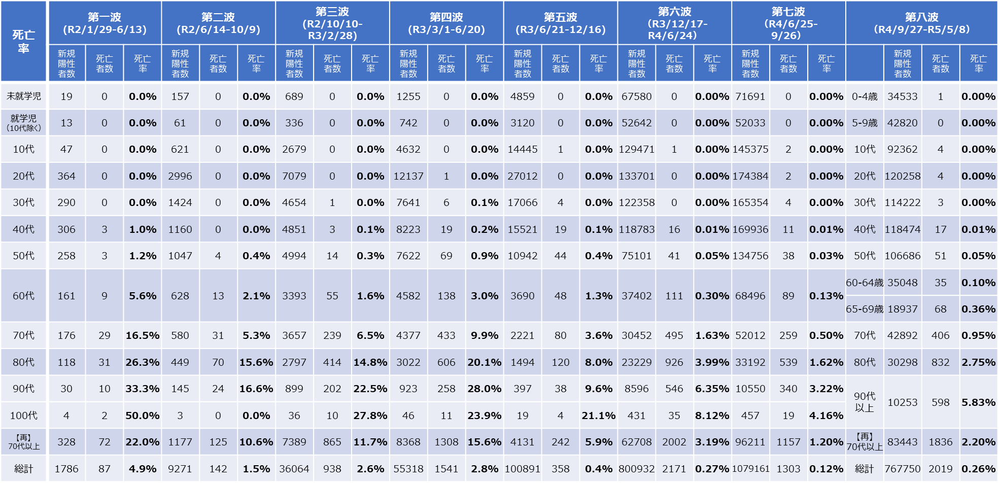 死亡率 第一波 (R2/1/29-6/13) 第二波 (R2/6/14-10/9) 第三波 (R2/10/10-R3/2/28) 第四波 (R3/3/1-6/20) 第五波 (R3/6/21-12/16) 第六波 (R3/12/17-R4/6/24) 第七波 (R4/6/25-9/26) 第八波 (R4/9/27-R5/5/8)
新規陽性者数 死亡者数 死亡率 新規陽性者数 死亡者数 死亡率 新規陽性者数 死亡者数 死亡率 新規陽性者数 死亡者数 死亡率 新規陽性者数 死亡者数 死亡率 新規陽性者数 死亡者数 死亡率 新規陽性者数 死亡者数 死亡率 新規陽性者数 死亡者数 死亡率
未就学児 19 0 0.0% 157 0 0.0% 689 0 0.0% 1255 0 0.0% 4859 0 0.0% 67580 0 0.00% 71691 0 0.00% 0-4歳 34533 1 0.00%
就学児（10代除く） 13 0 0.0% 61 0 0.0% 336 0 0.0% 742 0 0.0% 3120 0 0.0% 52642 0 0.00% 52033 0 0.00% 5-9歳 42820 0 0.00%
10代 47 0 0.0% 621 0 0.0% 2679 0 0.0% 4632 0 0.0% 14445 1 0.0% 129471 1 0.00% 145375 2 0.00% 10代 92362 4 0.00%
20代 364 0 0.0% 2996 0 0.0% 7079 0 0.0% 12137 1 0.0% 27012 0 0.0% 133701 0 0.00% 174384 2 0.00% 20代 120258 4 0.00%
30代 290 0 0.0% 1424 0 0.0% 4654 1 0.0% 7641 6 0.1% 17066 4 0.0% 122358 0 0.00% 165354 4 0.00% 30代 114222 3 0.00%
40代 306 3 1.0% 1160 0 0.0% 4851 3 0.1% 8223 19 0.2% 15521 19 0.1% 118783 16 0.01% 169936 11 0.01% 40代 118474 17 0.01%
50代 258 3 1.2% 1047 4 0.4% 4994 14 0.3% 7622 69 0.9% 10942 44 0.4% 75101 41 0.05% 134756 38 0.03% 50代 106686 51 0.05%
60代 161 9 5.6% 628 13 2.1% 3393 55 1.6% 4582 138 3.0% 3690 48 1.3% 37402 111 0.30% 68496 89 0.13% 60-64歳 35048 35 0.10%
65-69歳 18937 68 0.36%
70代 176 29 16.5% 580 31 5.3% 3657 239 6.5% 4377 433 9.9% 2221 80 3.6% 30452 495 1.63% 52012 259 0.50% 70代 42892 406 0.95%
80代 118 31 26.3% 449 70 15.6% 2797 414 14.8% 3022 606 20.1% 1494 120 8.0% 23229 926 3.99% 33192 539 1.62% 80代 30298 832 2.75%
90代 30 10 33.3% 145 24 16.6% 899 202 22.5% 923 258 28.0% 397 38 9.6% 8596 546 6.35% 10550 340 3.22% 90代以上 10253 598 5.83%
100代 4 2 50.0% 3 0 0.0% 36 10 27.8% 46 11 23.9% 19 4 21.1% 431 35 8.12% 457 19 4.16%
【再】70代以上 328 72 22.0% 1177 125 10.6% 7389 865 11.7% 8368 1308 15.6% 4131 242 5.9% 62708 2002 3.19% 96211 1157 1.20% 【再】70代以上 83443 1836 2.20%
総計 1786 87 4.9% 9271 142 1.5% 36064 938 2.6% 55318 1541 2.8% 100891 358 0.4% 800932 2171 0.27% 1079161 1303 0.12% 総計 767750 2019 0.26%